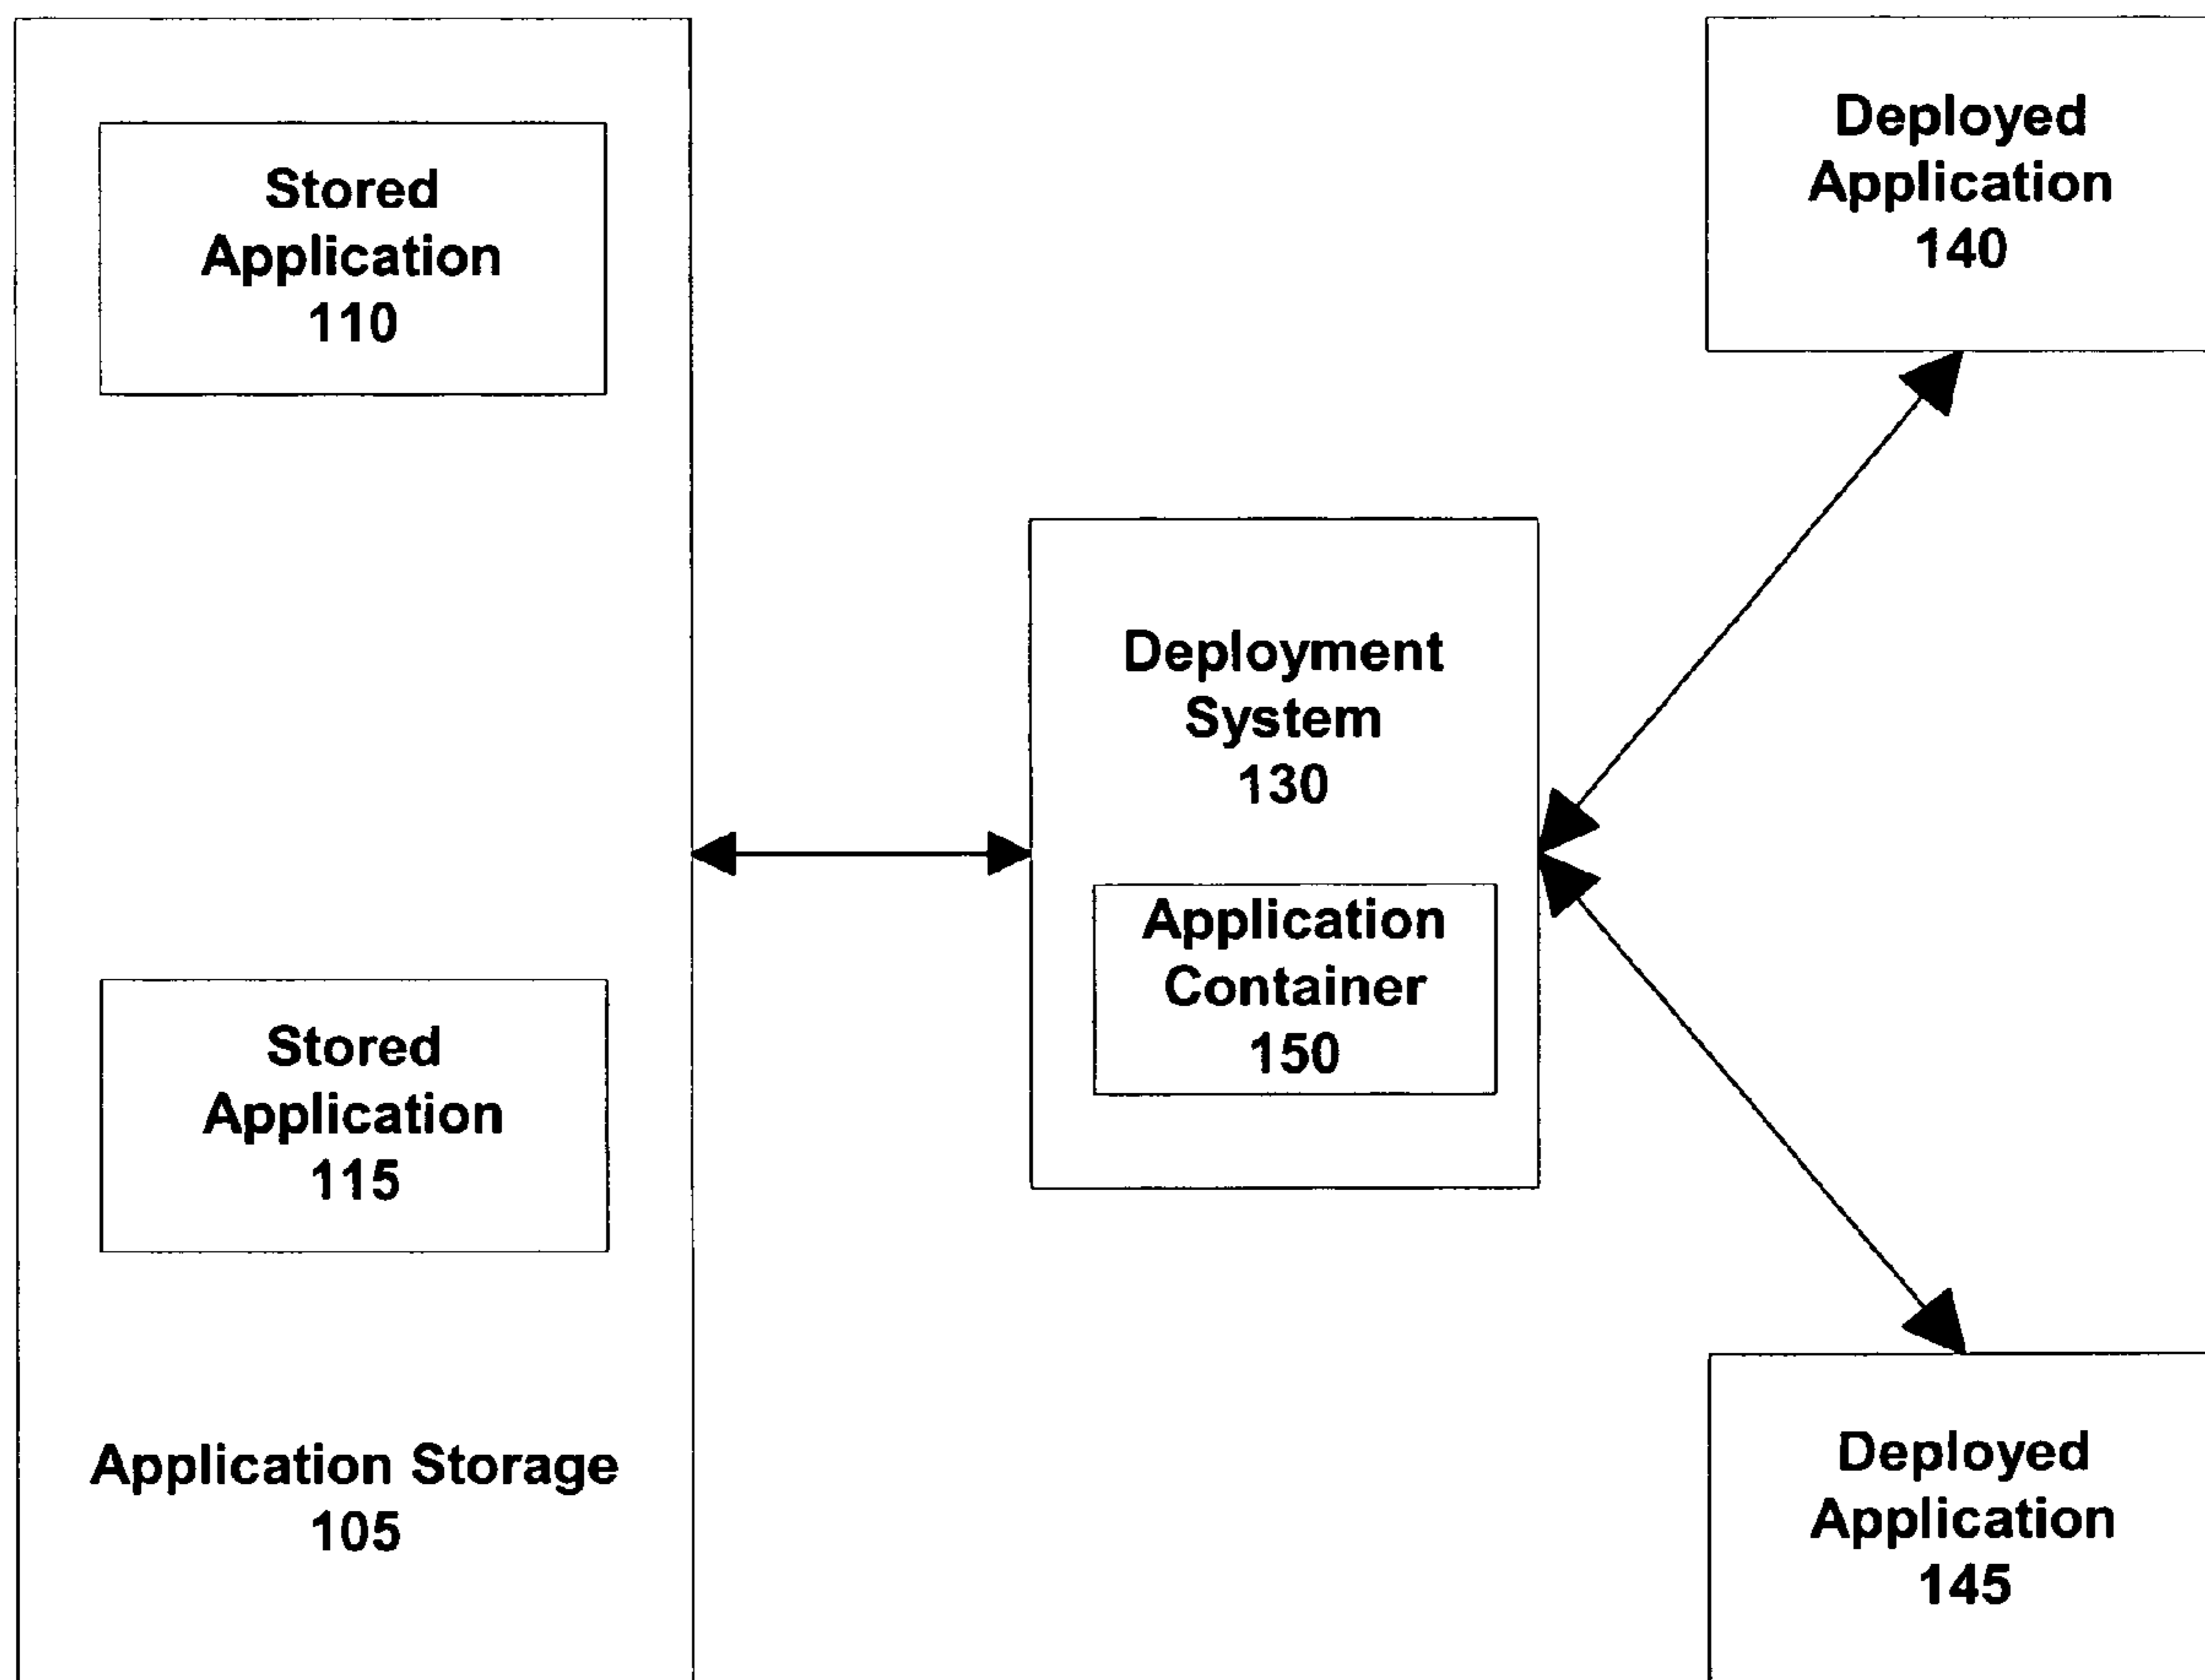 Stored
Application
110
Stored
Application
115
Application Storage
105
Deployment
System
130
Application
Container
150
Deployed
Application
140
Deployed
Application
145